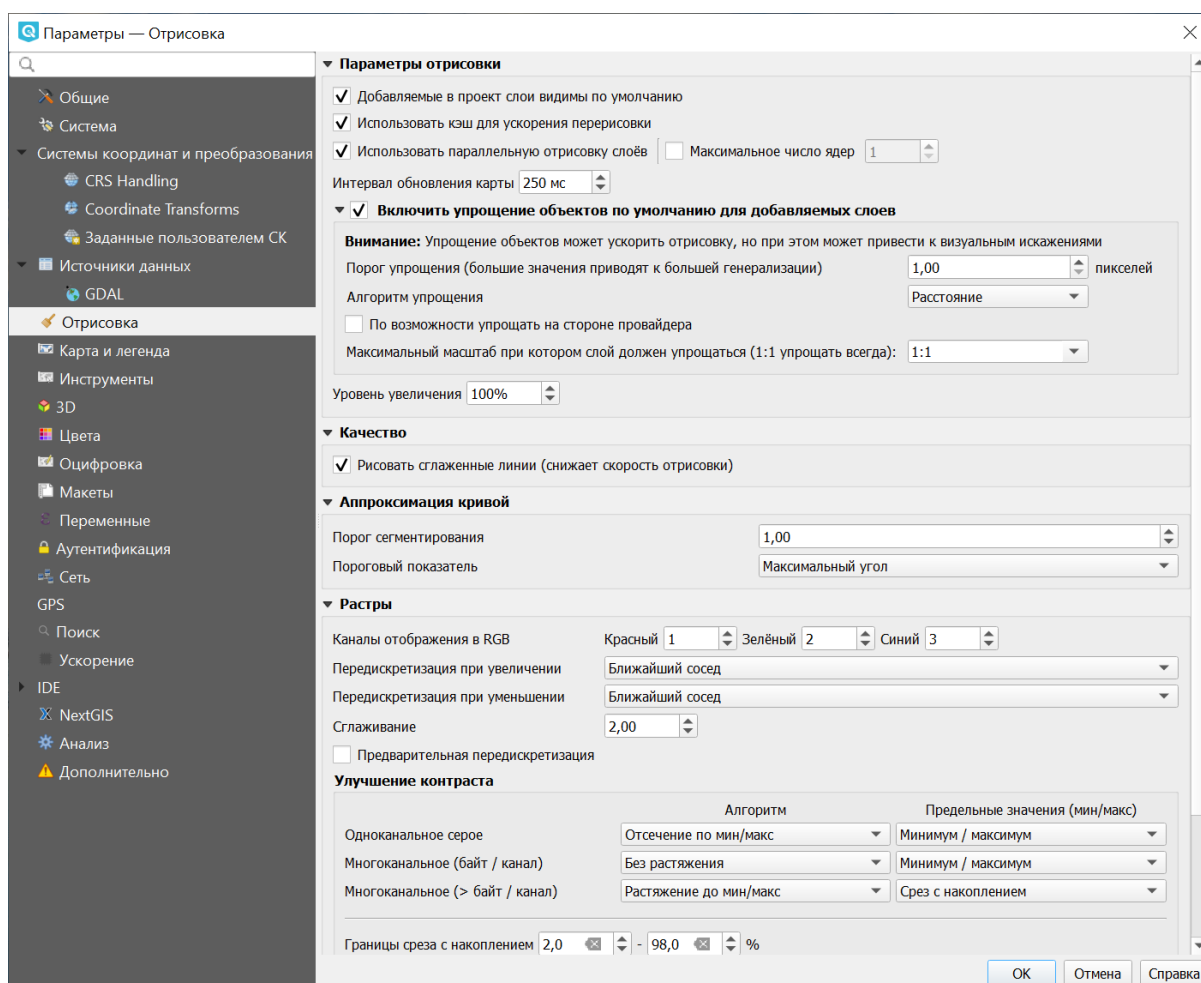 Параметры — Отрисовка
Общие
Система
Системы координат и преобразования
CRS Handling
Coordinate Transforms
Заданные пользователем СК
Источники данных
GDAL
Отрисовка
Карта и легенда
Инструменты
3D
Цвета
Оцифровка
Макеты
Переменные
Аутентификация
Сеть
GPS
Поиск
Ускорение
IDE
NextGIS
Анализ
Дополнительно
Параметры отрисовки
Добавляемые в проект слои видимы по умолчанию
Использовать кэш для ускорения перерисовки
Использовать параллельную отрисовку слоёв Максимальное число ядер 1
Интервал обновления карты 250 мс
Включить упрощение объектов по умолчанию для добавляемых слоев
Внимание: Упрощение объектов может ускорить отрисовку, но при этом может привести к визуальным искажениями
Порог упрощения (большие значения приводят к большей генерализации) 1,00 пикселей
Алгоритм упрощения Расстояние
По возможности упрощать на стороне провайдера
Максимальный масштаб при котором слой должен упрощаться (1:1 упрощать всегда): 1:1
Уровень увеличения 100%
Качество
Рисовать сглаженные линии (снижает скорость отрисовки)
Аппроксимация кривой
Порог сегментирования 1,00
Пороговый показатель Максимальный угол
Растры
Каналы отображения в RGB Красный 1 Зелёный 2 Синий 3
Передискретизация при увеличении Ближайший сосед
Передискретизация при уменьшении Ближайший сосед
Сглаживание 2,00
Предварительная передискретизация
Улучшение контраста
Алгоритм Предельные значения (мин/макс)
Одноканальное серое Отсечение по мин/макс Минимум / максимум
Многоканальное (байт / канал) Без растяжения Минимум / максимум
Многоканальное (> байт / канал) Растяжение до мин/макс Срез с накоплением
Границы среза с накоплением 2,0 - 98,0 %
OK Отмена Справка